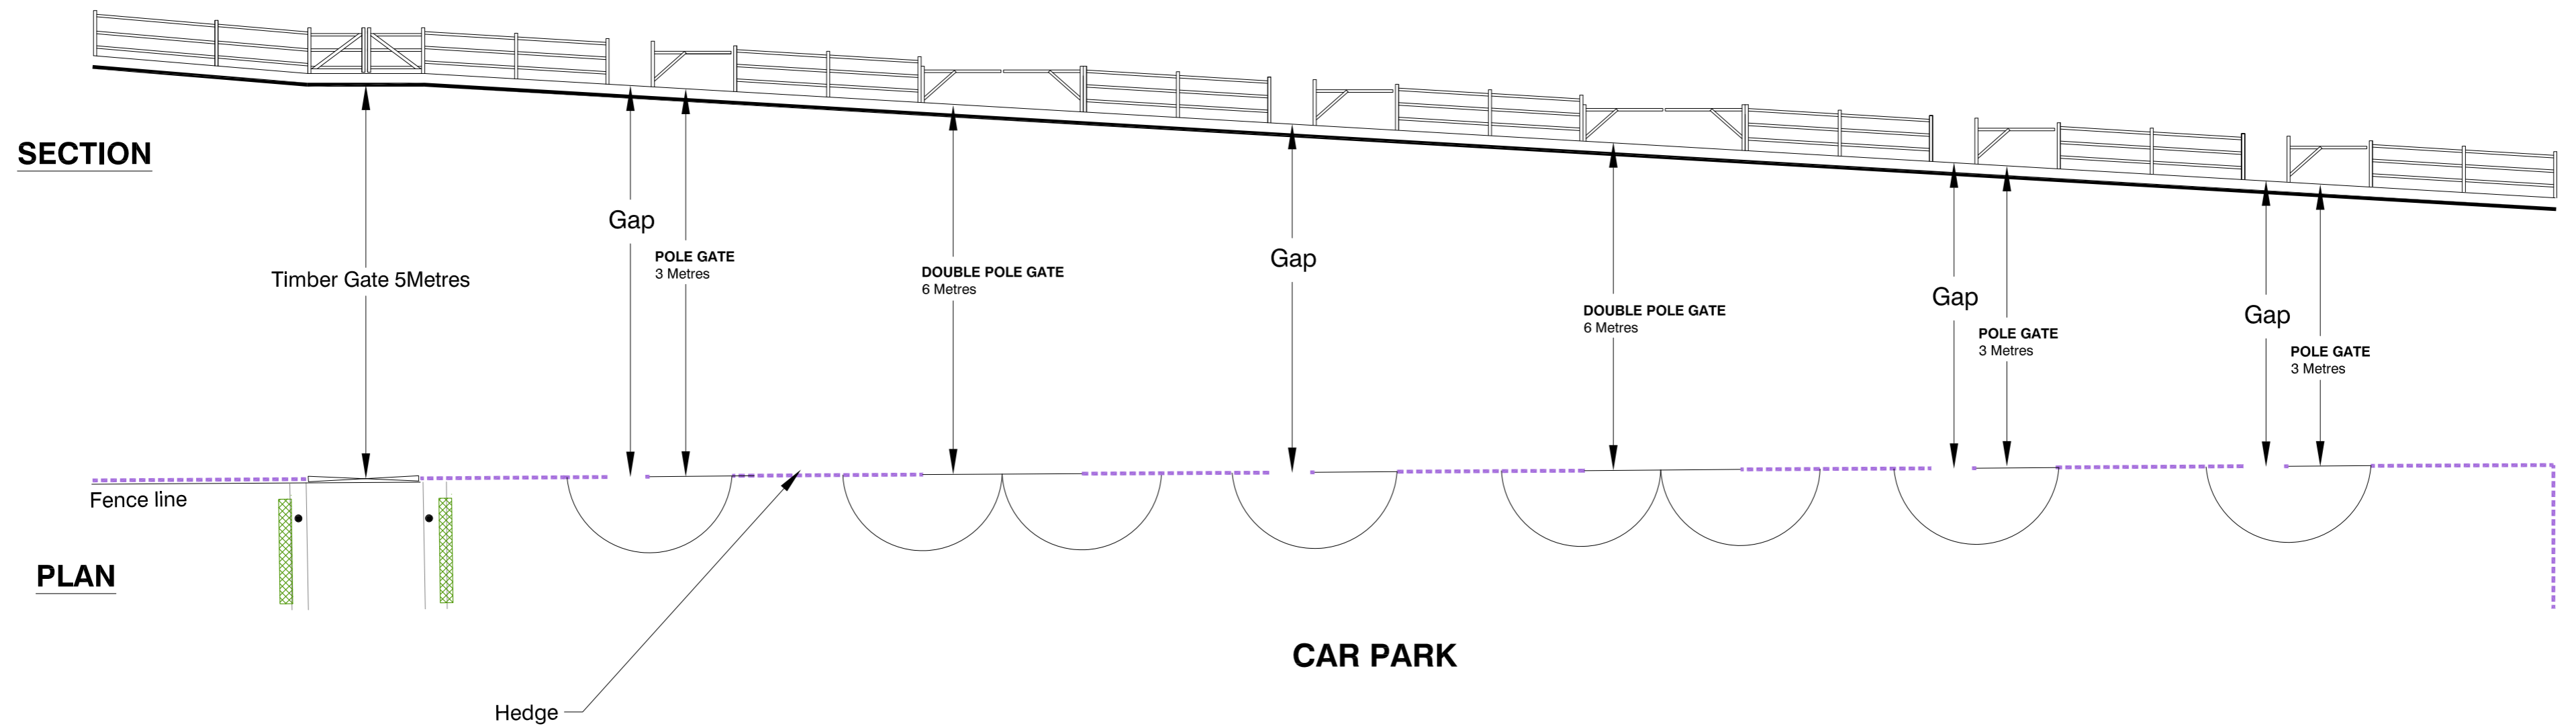 SECTION
Timber Gate 5Metres
Gap
POLE GATE
3 Metres
DOUBLE POLE GATE
6 Metres
Gap
DOUBLE POLE GATE
6 Metres
Gap
POLE GATE
3 Metres
Gap
POLE GATE
3 Metres
Fence line
PLAN
CAR PARK
Hedge